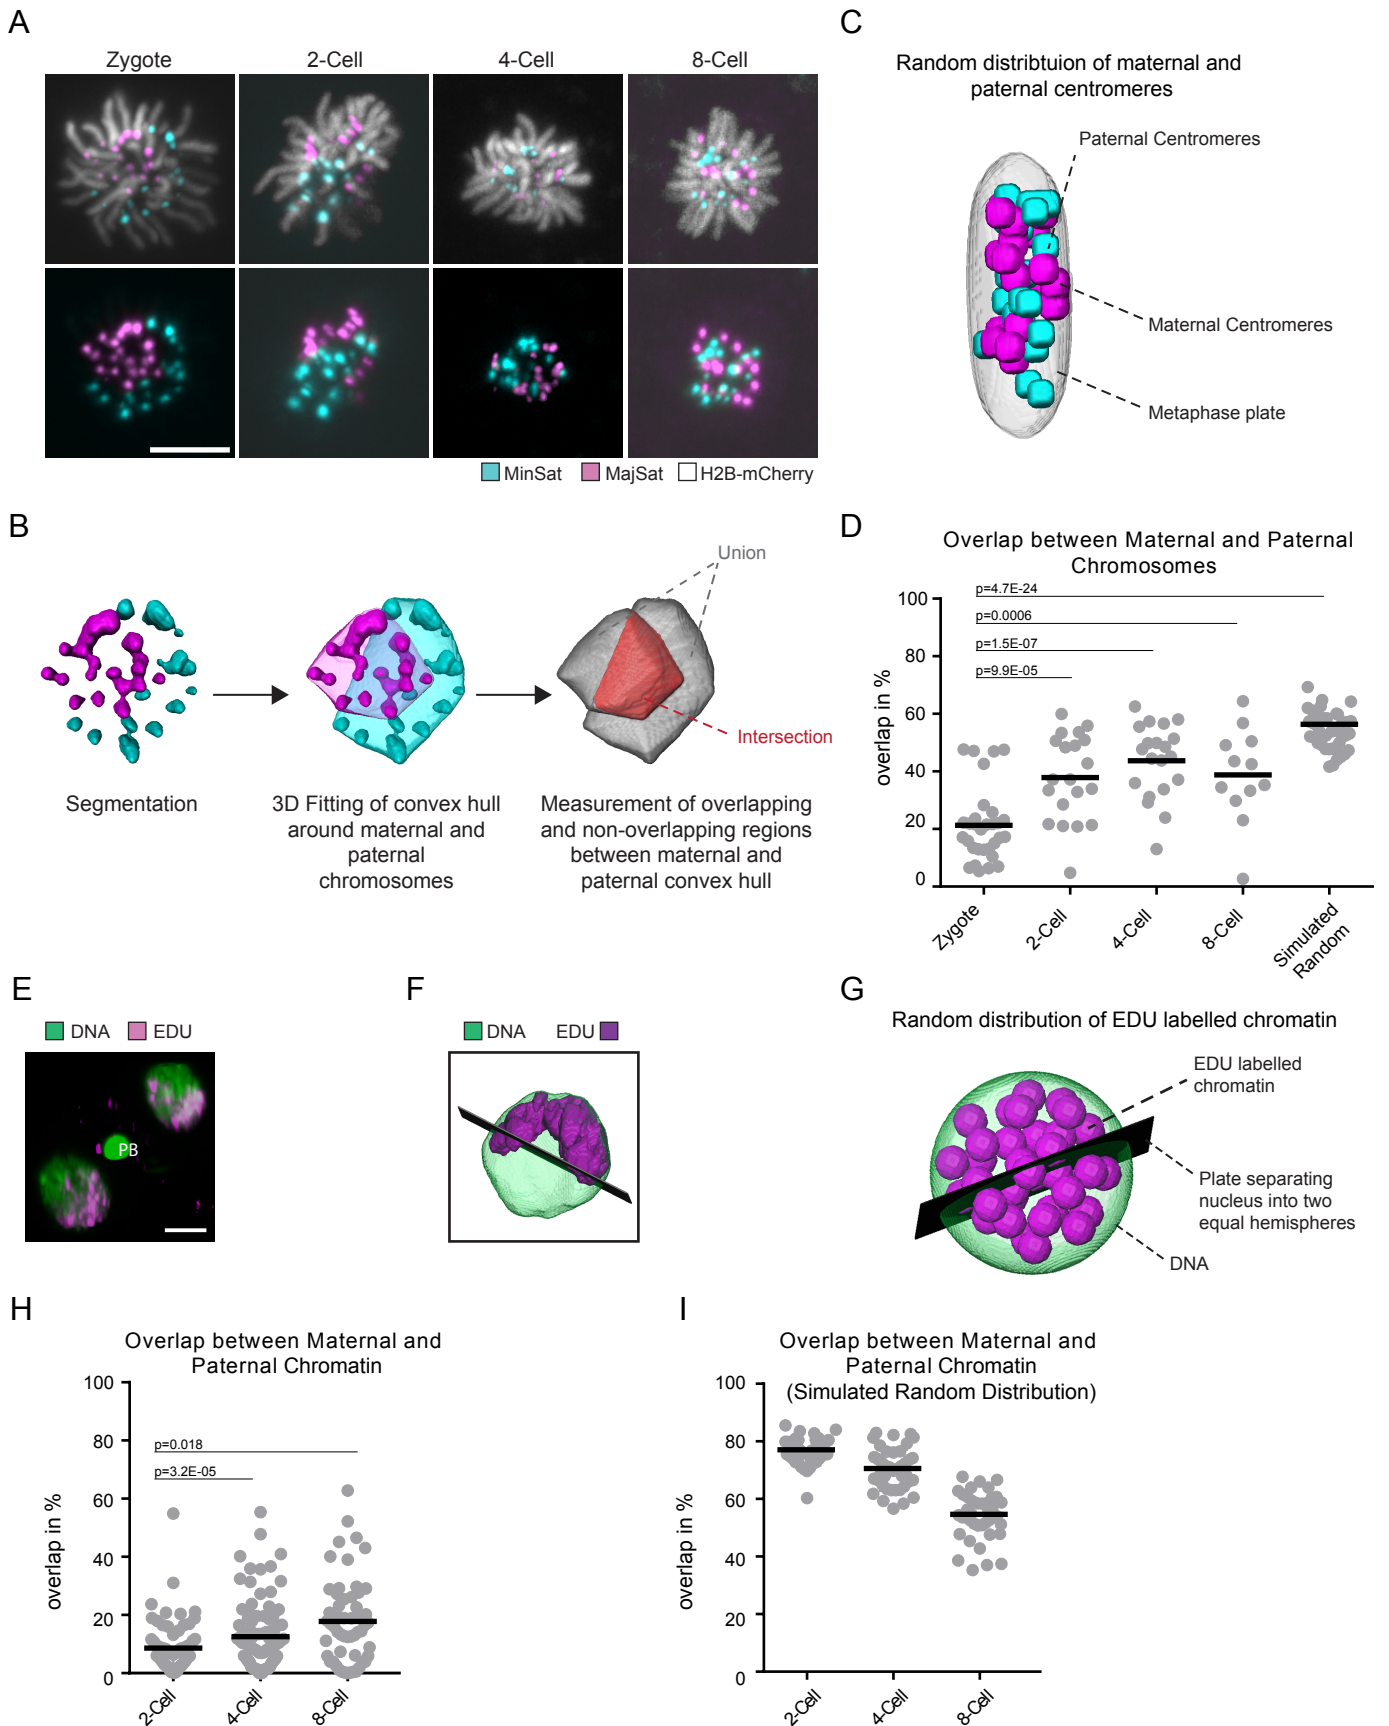 A
Zygote
2-Cell
4-Cell
8-Cell
MinSat
MajSat
H2B-mCherry
B
Segmentation
3D Fitting of convex hull
around maternal and
paternal
chromosomes
Union
Intersection
Measurement of overlapping
and non-overlapping regions
between maternal and
paternal convex hull
C
Random distribtuion of maternal and
paternal centromeres
Paternal Centromeres
Maternal Centromeres
Metaphase plate
D
Overlap between Maternal and Paternal
Chromosomes
p=4.7E-24
p=0.0006
p=1.5E-07
p=9.9E-05
overlap in %
100
80
60
40
20
0
Zygote
2-Cell
4-Cell
8-Cell
Simulated
Random
E
DNA
EDU
PB
F
DNA
EDU
G
Random distribution of EDU labelled chromatin
EDU labelled
chromatin
Plate separating
nucleus into two
equal hemispheres
DNA
H
Overlap between Maternal and
Paternal Chromatin
p=0.018
p=3.2E-05
overlap in %
100
80
60
40
20
0
2-Cell
4-Cell
8-Cell
I
Overlap between Maternal and
Paternal Chromatin
(Simulated Random Distribution)
overlap in %
100
80
60
40
20
0
2-Cell
4-Cell
8-Cell